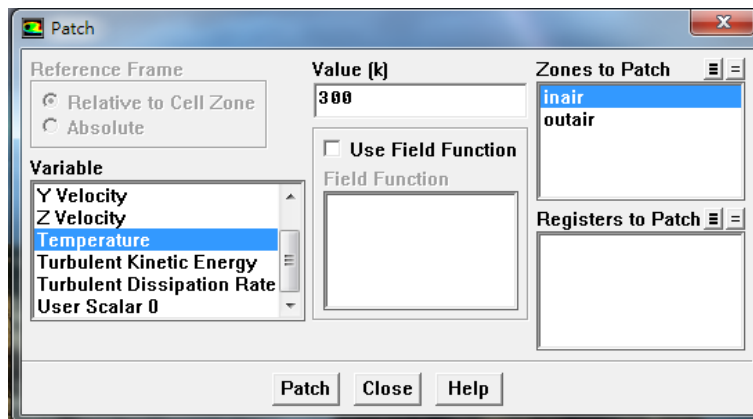 Patch
Reference Frame
Relative to Cell Zone
Absolute
Variable
Y Velocity
Z Velocity
Temperature
Turbulent Kinetic Energy
Turbulent Dissipation Rate
User Scalar 0
Value (k)
300
Use Field Function
Field Function
Zones to Patch
inair
outair
Registers to Patch
Patch Close Help